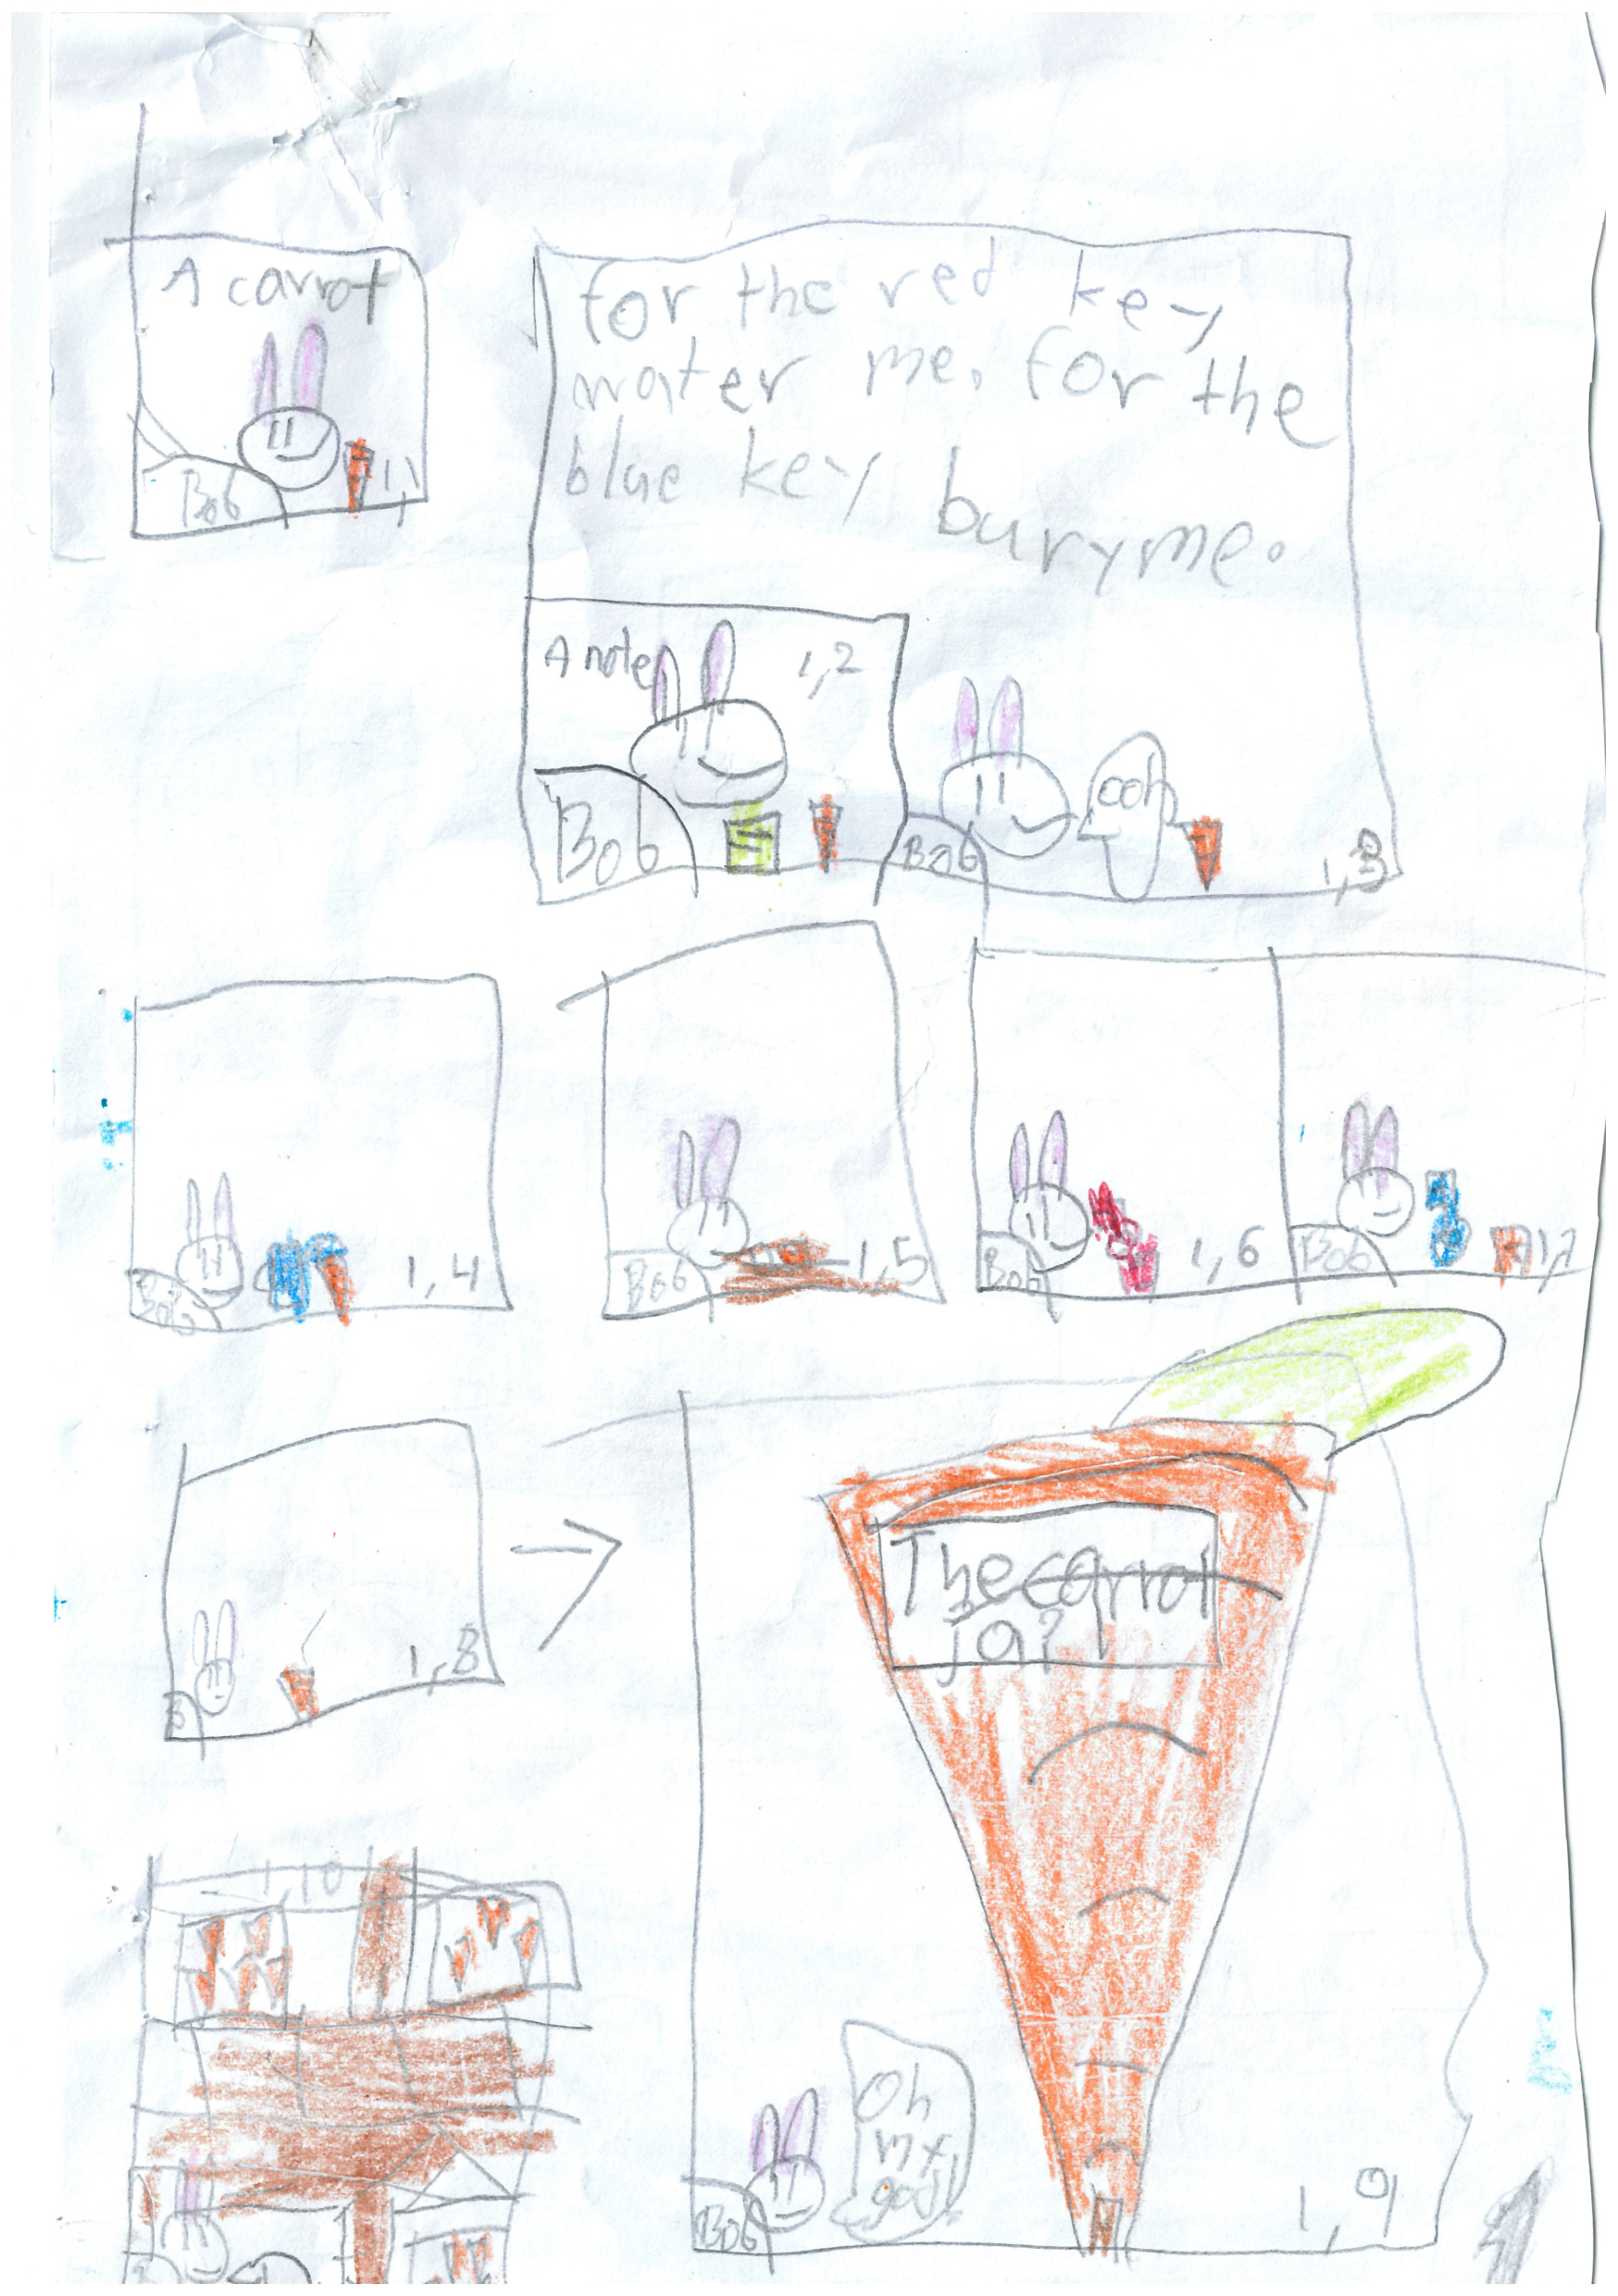 A carrot
Bob
1,1
for the red key
water me. for the
blue key buryme.
A note
1,2
Bob
ooh
Bob
1,3
Bob
1,4
Bob
1,5
Bob
1,6
Bob
1,7
B
1,8
The carrot
Oh
my
god!
Bob
1,9
1,10
B
1